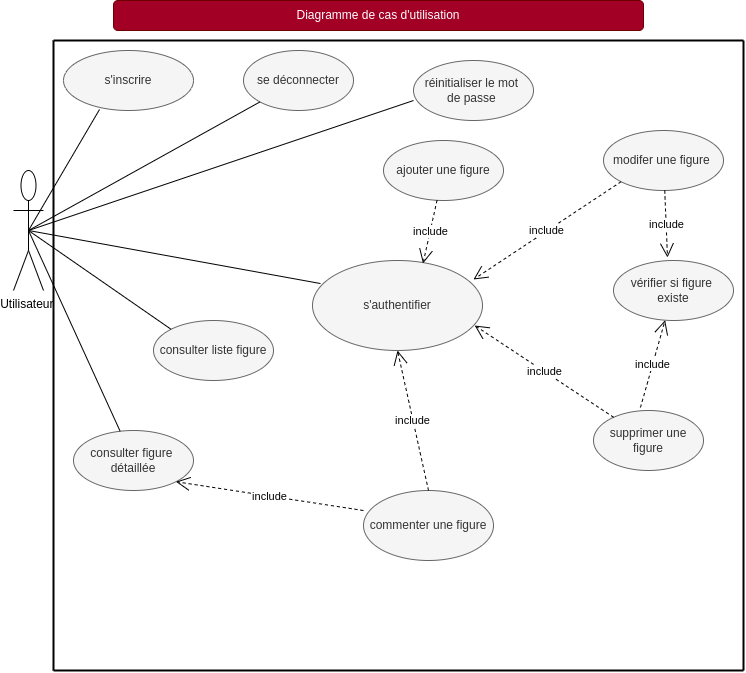 Diagramme de cas d'utilisation
s'inscrire
se déconnecter
réinitialiser le mot
de passe
ajouter une figure
modifer une figure
include
include
include
Utilisateur
s'authentifier
vérifier si figure
existe
consulter liste figure
include
include
include
supprimer une
figure
consulter figure
détaillée
include
commenter une figure